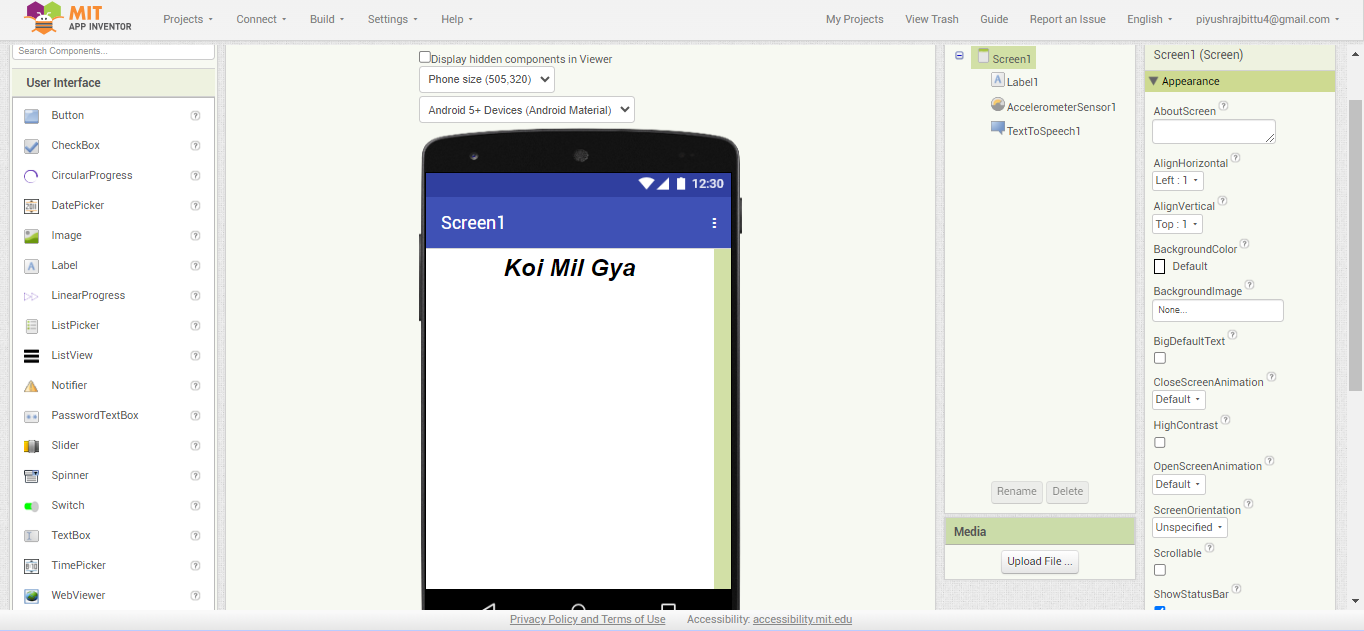 MIT APP INVENTOR
Projects Connect Build Settings Help My Projects View Trash Guide Report an Issue English piyushrajbittu4@gmail.com
Search Components...
User Interface
Button
CheckBox
CircularProgress
DatePicker
Image
Label
LinearProgress
ListPicker
ListView
Notifier
PasswordTextBox
Slider
Spinner
Switch
TextBox
TimePicker
WebViewer
Display hidden components in Viewer
Phone size (505,320)
Android 5+ Devices (Android Material)
12:30
Screen1
Koi Mil Gya
Screen1
Label1
AccelerometerSensor1
TextToSpeech1
Rename Delete
Media
Upload File ...
Screen1 (Screen)
Appearance
AboutScreen
AlignHorizontal
Left : 1
AlignVertical
Top : 1
BackgroundColor
Default
BackgroundImage
None...
BigDefaultText
CloseScreenAnimation
Default
HighContrast
OpenScreenAnimation
Default
ScreenOrientation
Unspecified
Scrollable
ShowStatusBar
Privacy Policy and Terms of Use Accessibility: accessibility.mit.edu